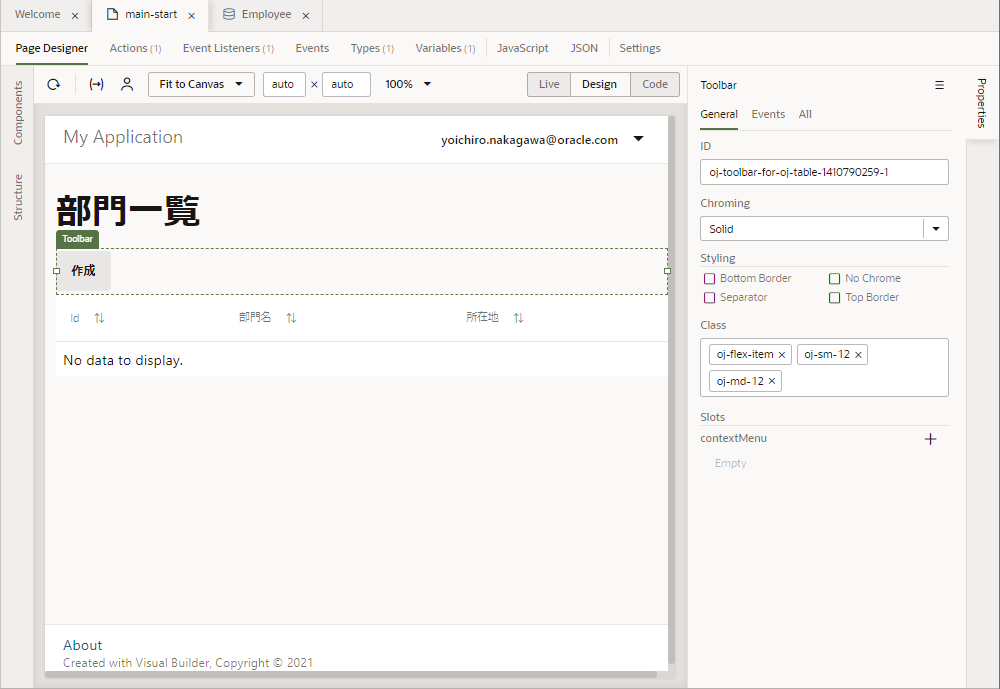 Welcome × main-start × Employee ×
Page Designer Actions (1) Event Listeners (1) Events Types (1) Variables (1) JavaScript JSON Settings
Components
Structure
Fit to Canvas auto × auto 100% Live Design Code
My Application
yoichiro.nakagawa@oracle.com
部門一覧
Toolbar
作成
Id 部門名 所在地
No data to display.
About
Created with Visual Builder, Copyright © 2021
Toolbar
General Events All
ID
oj-toolbar-for-oj-table-1410790259-1
Chroming
Solid
Styling
Bottom Border No Chrome
Separator Top Border
Class
oj-flex-item × oj-sm-12 ×
oj-md-12 ×
Slots
contextMenu
Empty
Properties